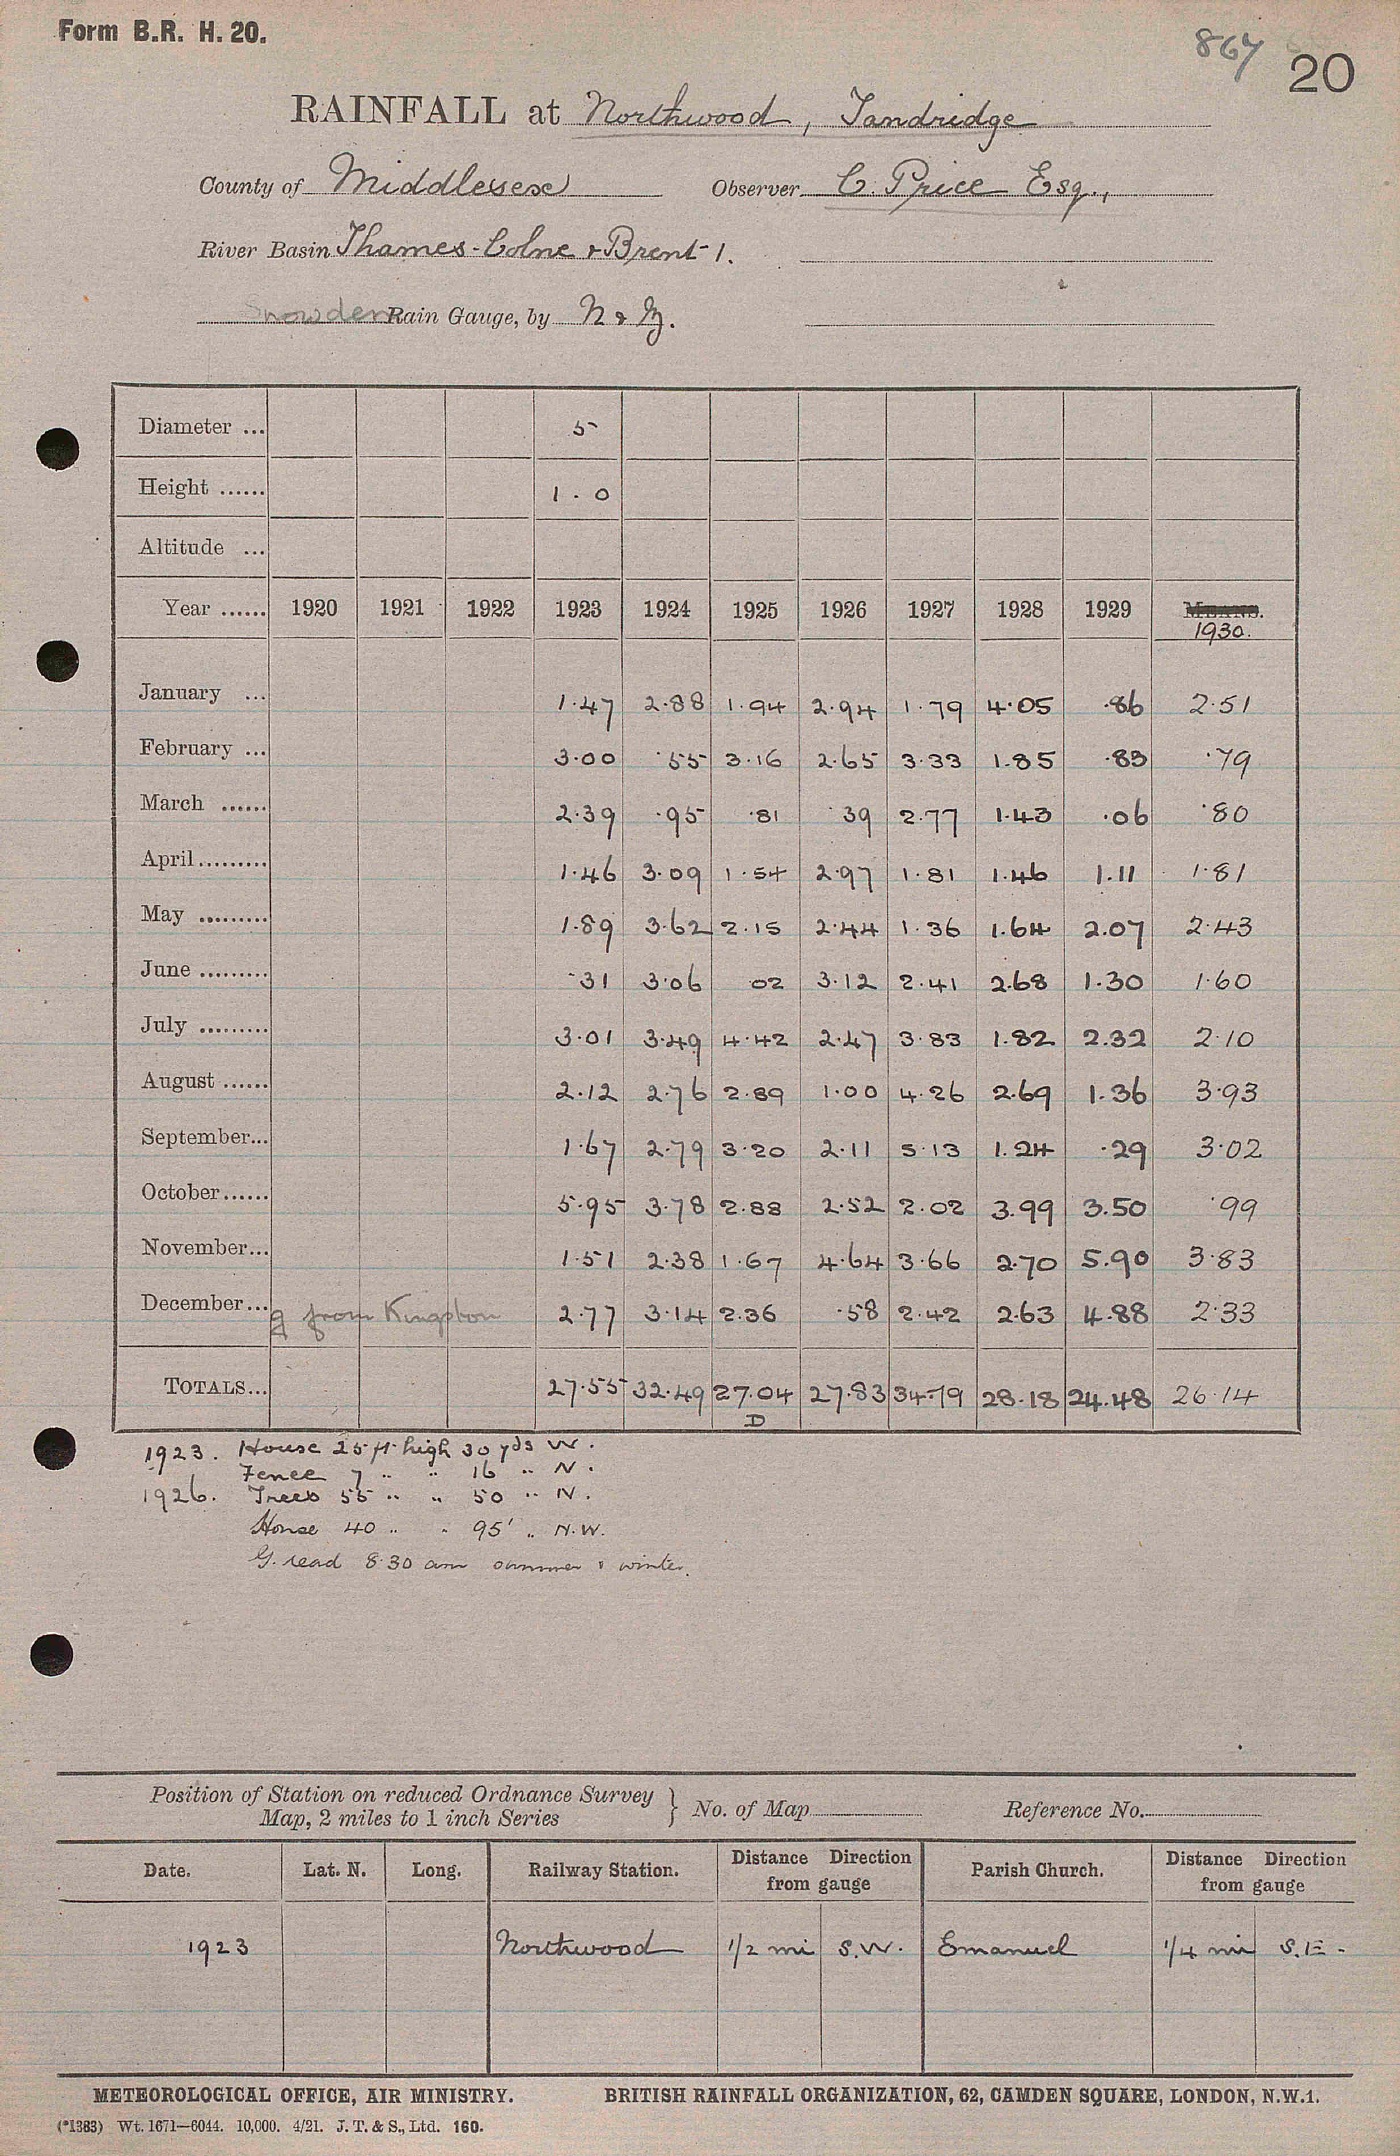 Form B.R. H. 20.
867
20
RAINFALL at Northwood, Tandridge
County of Middlesex Observer C. Price Esq.,
River Basin Thames-Colne & Brent-1.
Snowden Rain Gauge, by N & Z.
Diameter ... 5
Height ...... 1.0
Altitude ...
Year ...... 1920 1921 1922 1923 1924 1925 1926 1927 1928 1929 MEANS. 1930.
January ... 1.47 2.88 1.94 2.94 1.79 4.05 .86 2.51
February ... 3.00 .55 3.16 2.65 3.33 1.85 .83 .79
March ...... 2.39 .95 .81 .39 2.77 1.43 .06 .80
April ......... 1.46 3.09 1.54 2.97 1.81 1.46 1.11 1.81
May ......... 1.89 3.62 2.15 2.44 1.36 1.64 2.07 2.43
June ......... .31 3.06 02 3.12 2.41 2.68 1.30 1.60
July ......... 3.01 3.49 4.42 2.47 3.83 1.82 2.32 2.10
August ...... 2.12 2.76 2.89 1.00 4.26 2.69 1.36 3.93
September... 1.67 2.79 3.20 2.11 5.13 1.24 .29 3.02
October ...... 5.95 3.78 2.88 2.52 2.02 3.99 3.50 .99
November... 1.51 2.38 1.67 4.64 3.66 2.70 5.90 3.83
December... g from Kingston 2.77 3.14 2.36 .58 2.42 2.63 4.88 2.33
TOTALS... 27.55 32.49 27.04 27.83 34.79 28.18 24.48 26.14
D
1923. House 25 ft high 30 yds W.
Fence 7 " " 16 " N.
1926. Trees 55 " " 50 " N.
House 40 " " 95' " N.W.
G. read 8.30 am summer & winter.
Position of Station on reduced Ordnance Survey Map, 2 miles to 1 inch Series } No. of Map Reference No.
Date. Lat. N. Long. Railway Station. Distance Direction from gauge Parish Church. Distance Direction from gauge
1923 Northwood 1/2 mi S.W. Emanuel 1/4 mi S.E.
METEOROLOGICAL OFFICE, AIR MINISTRY. BRITISH RAINFALL ORGANIZATION, 62, CAMDEN SQUARE, LONDON, N.W.1.
(*1383) Wt. 1671—6044. 10,000. 4/21. J. T. & S., Ltd. 160.